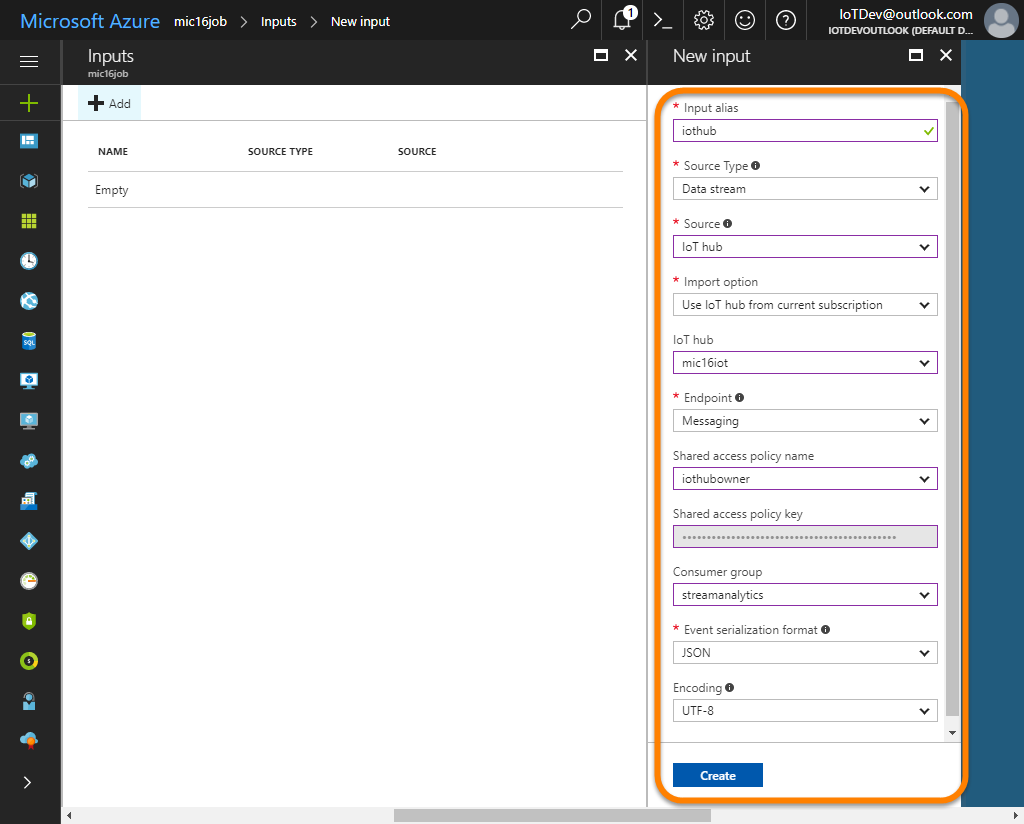 Microsoft Azure mic16job > Inputs > New input
1
IoTDev@outlook.com
IOTDEVOUTLOOK (DEFAULT D...
Inputs
mic16job
Add
NAME SOURCE TYPE SOURCE
Empty
New input
* Input alias
iothub
* Source Type
Data stream
* Source
IoT hub
* Import option
Use IoT hub from current subscription
IoT hub
mic16iot
* Endpoint
Messaging
Shared access policy name
iothubowner
Shared access policy key
Consumer group
streamanalytics
* Event serialization format
JSON
Encoding
UTF-8
Create